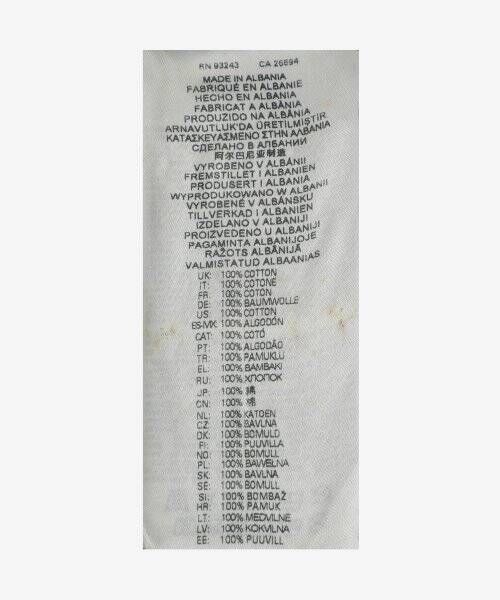 RN 93243 CA 26894
MADE IN ALBANIA
FABRIQUÉ EN ALBANIE
HECHO EN ALBANIA
FABRICAT A ALBÂNIA
PRODUZIDO NA ALBÂNIA
ARNAVUTLUK'DA ÜRETİLMİŞTİR
ΚΑΤΑΣΚΕΥΑΣΜΕΝΟ ΣΤΗΝ ΑΛΒΑΝΙΑ
СДЕЛАНО В АЛБАНИИ
阿尔巴尼亚制造
VYROBENO V ALBÁNII
FREMSTILLET I ALBANIEN
PRODUSERT I ALBANIA
WYPRODUKOWANO W ALBANII
VYROBENÉ V ALBÁNSKU
TILLVERKAD I ALBANIEN
IZDELANO V ALBANIJI
PROIZVEDENO U ALBANIJI
PAGAMINTA ALBANIJOJE
RAŽOTS ALBĀNIJĀ
VALMISTATUD ALBAANIAS
UK: 100% COTTON
IT: 100% COTONE
FR: 100% COTON
DE: 100% BAUMWOLLE
US: 100% COTTON
ES-MX: 100% ALGODÓN
CAT: 100% COTÓ
PT: 100% ALGODÃO
TR: 100% PAMUKLU
EL: 100% BAMBAKI
RU: 100% ХЛОПОК
JP: 100% 綿
CN: 100% 棉
NL: 100% KATOEN
CZ: 100% BAVLNA
DK: 100% BOMULD
FI: 100% PUUVILLA
NO: 100% BOMULL
PL: 100% BAWEŁNA
SK: 100% BAVLNA
SE: 100% BOMULL
SI: 100% BOMBAŽ
HR: 100% PAMUK
LT: 100% MEDVILNE
LV: 100% KOKVILNA
EE: 100% PUUVILL